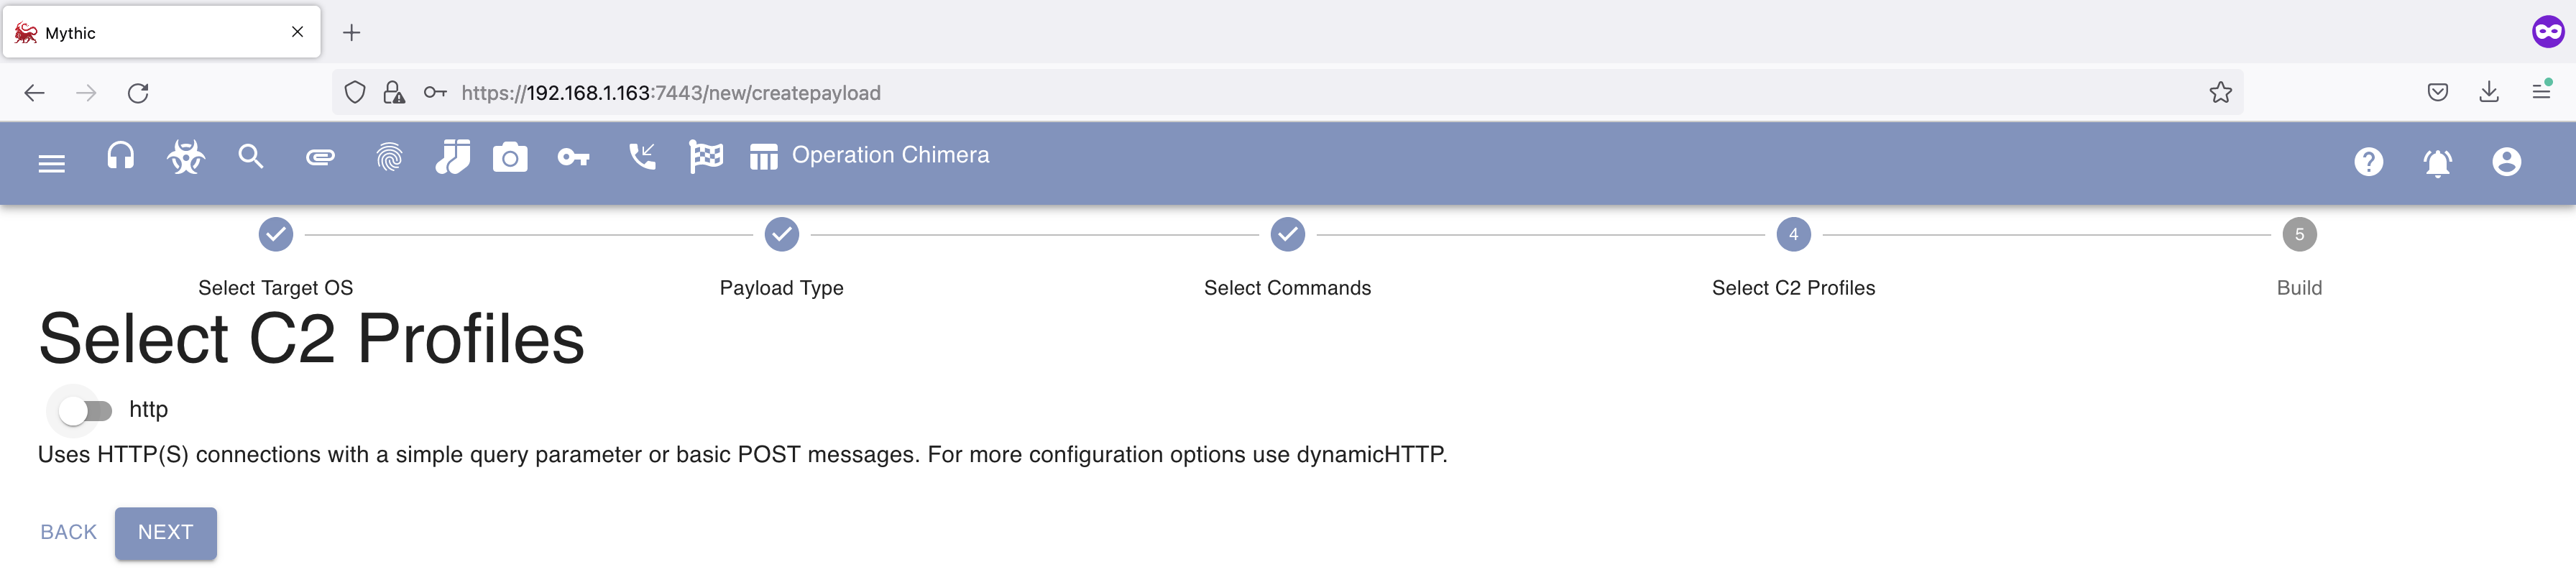 Mythic
https://192.168.1.163:7443/new/createpayload
Operation Chimera
4
5
Select Target OS
Payload Type
Select Commands
Select C2 Profiles
Build
Select C2 Profiles
http
Uses HTTP(S) connections with a simple query parameter or basic POST messages. For more configuration options use dynamicHTTP.
BACK
NEXT